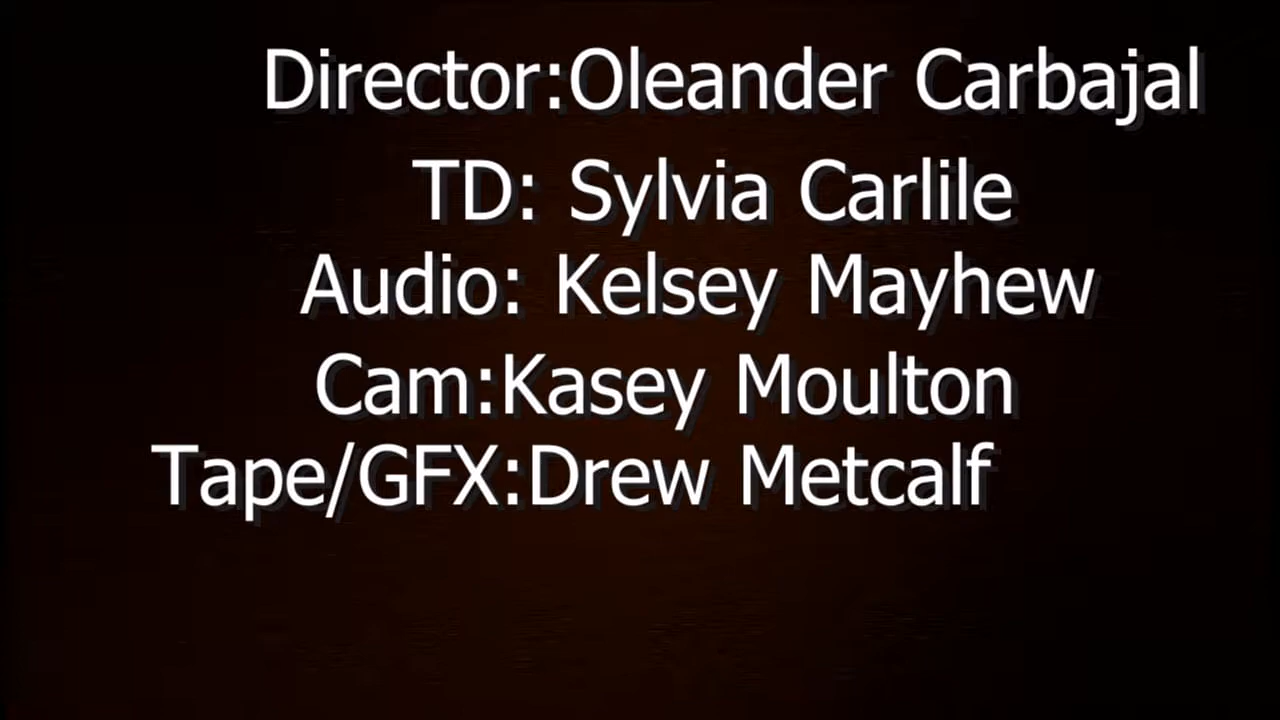 Director:Oleander Carbajal
TD: Sylvia Carlile
Audio: Kelsey Mayhew
Cam:Kasey Moulton
Tape/GFX:Drew Metcalf